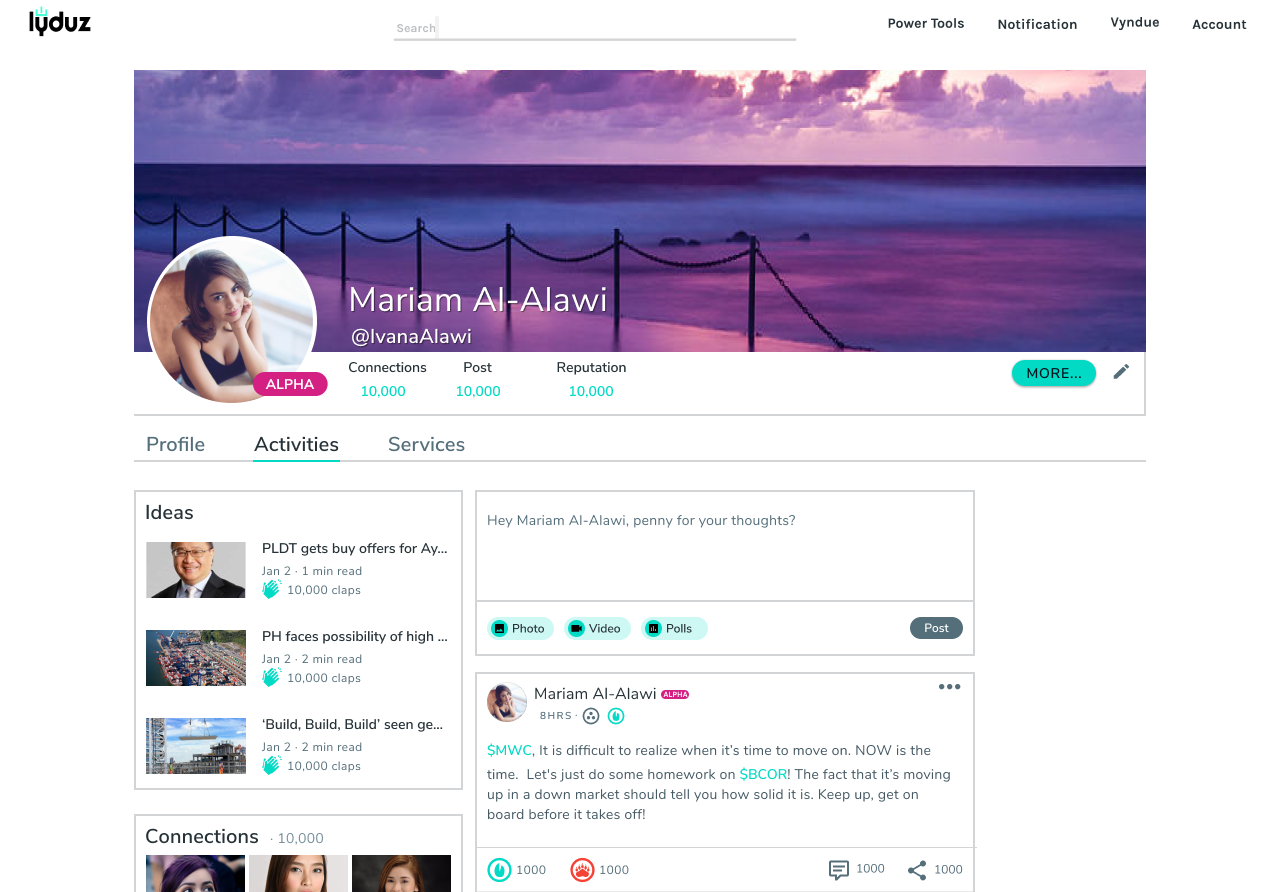 lyduz
Search
Power Tools
Notification
Vyndue
Account
Mariam Al-Alawi
@IvanaAlawi
ALPHA
Connections
Post
Reputation
10,000
10,000
10,000
MORE...
Profile
Activities
Services
Ideas
PLDT gets buy offers for Ay...
Jan 2 · 1 min read
10,000 claps
PH faces possibility of high ...
Jan 2 · 2 min read
10,000 claps
‘Build, Build, Build’ seen ge...
Jan 2 · 2 min read
10,000 claps
Connections · 10,000
Hey Mariam Al-Alawi, penny for your thoughts?
Photo
Video
Polls
Post
Mariam Al-Alawi ALPHA
8HRS ·
$MWC, It is difficult to realize when it’s time to move on. NOW is the
time. Let's just do some homework on $BCOR! The fact that it’s moving
up in a down market should tell you how solid it is. Keep up, get on
board before it takes off!
1000
1000
1000
1000